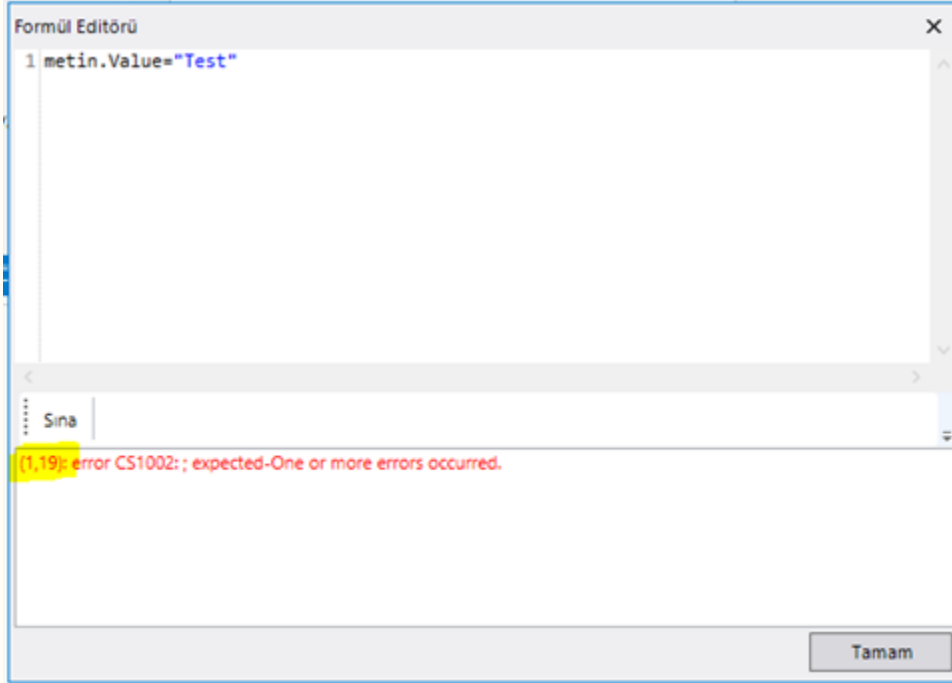 Formül Editörü
1 metin.Value="Test"
Sına
(1,19): error CS1002: ; expected-One or more errors occurred.
Tamam